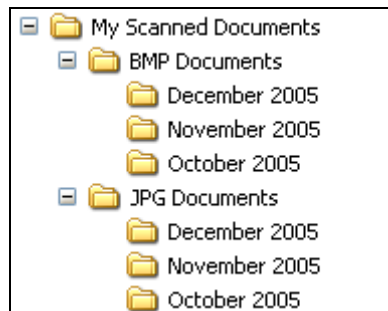 My Scanned Documents
BMP Documents
December 2005
November 2005
October 2005
JPG Documents
December 2005
November 2005
October 2005